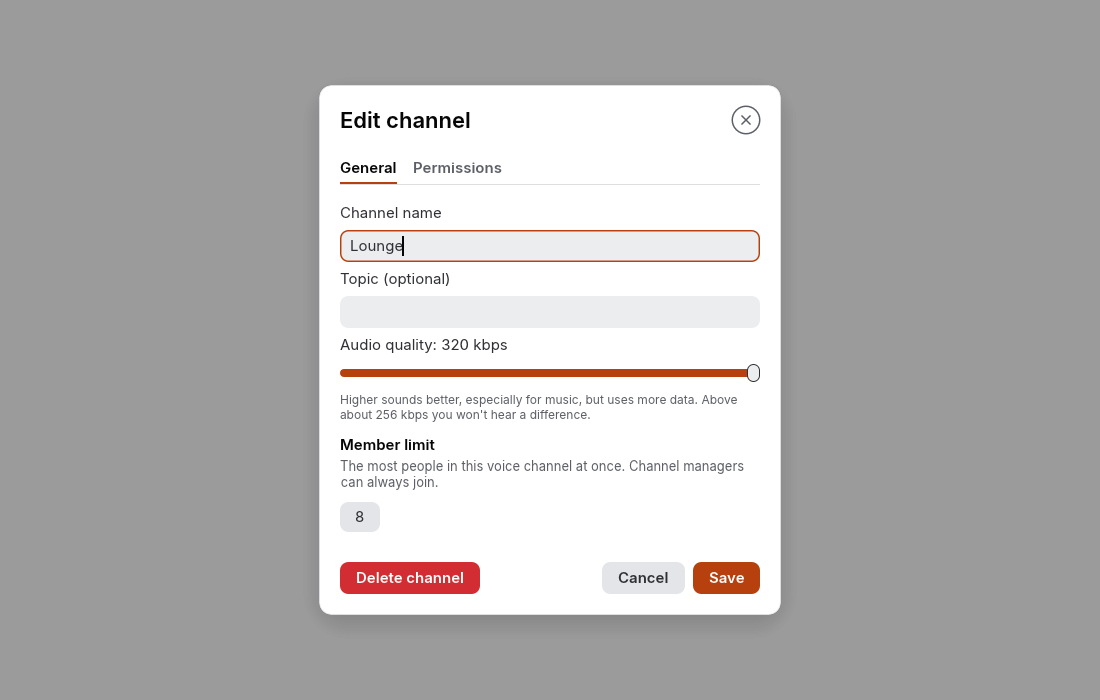 Edit channel
General Permissions
Channel name
Lounge
Topic (optional)
Audio quality: 320 kbps
Higher sounds better, especially for music, but uses more data. Above
about 256 kbps you won't hear a difference.
Member limit
The most people in this voice channel at once. Channel managers
can always join.
8
Delete channel Cancel Save